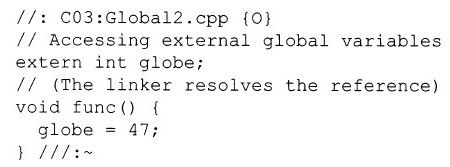 //: C03:Global2.cpp {O}
// Accessing external global variables
extern int globe;
// (The linker resolves the reference)
void func() {
  globe = 47;
} ///:~